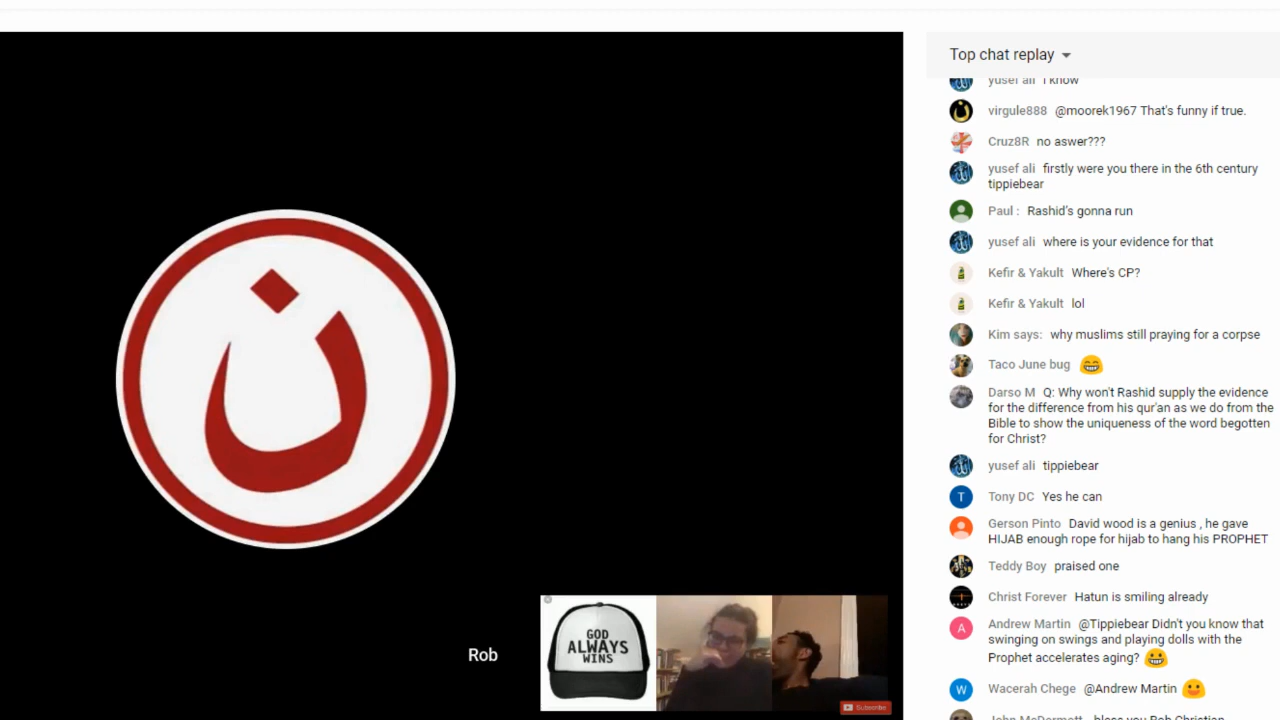 Top chat replay
yusef ali i know
virgule888 @moorek1967 That's funny if true.
Cruz8R no aswer???
yusef ali firstly were you there in the 6th century
tippiebear
Paul : Rashid's gonna run
yusef ali where is your evidence for that
Kefir & Yakult Where's CP?
Kefir & Yakult lol
Kim says: why muslims still praying for a corpse
Taco June bug
Darso M Q: Why won't Rashid supply the evidence
for the difference from his qur'an as we do from the
Bible to show the uniqueness of the word begotten
for Christ?
yusef ali tippiebear
T Tony DC Yes he can
Gerson Pinto David wood is a genius , he gave
HIJAB enough rope for hijab to hang his PROPHET
Teddy Boy praised one
Christ Forever Hatun is smiling already
A Andrew Martin @Tippiebear Didn't you know that
swinging on swings and playing dolls with the
Prophet accelerates aging?
W Wacerah Chege @Andrew Martin
John McDermott bless you Rob Christian
ن
Rob
GOD
ALWAYS
WINS
Subscribe